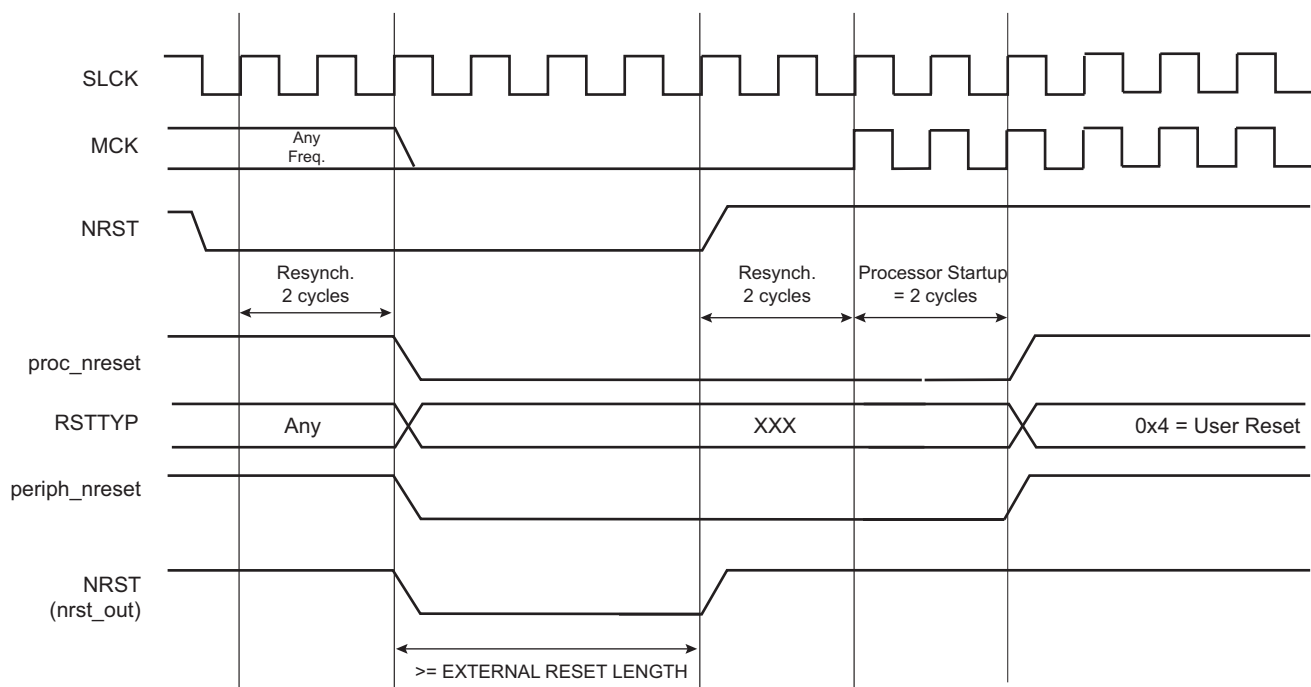 SLCK
MCK
Any
Freq.
NRST
Resynch.
2 cycles
Resynch.
2 cycles
Processor Startup
= 2 cycles
proc_nreset
RSTTYP
Any
XXX
0x4 = User Reset
periph_nreset
NRST
(nrst_out)
>= EXTERNAL RESET LENGTH